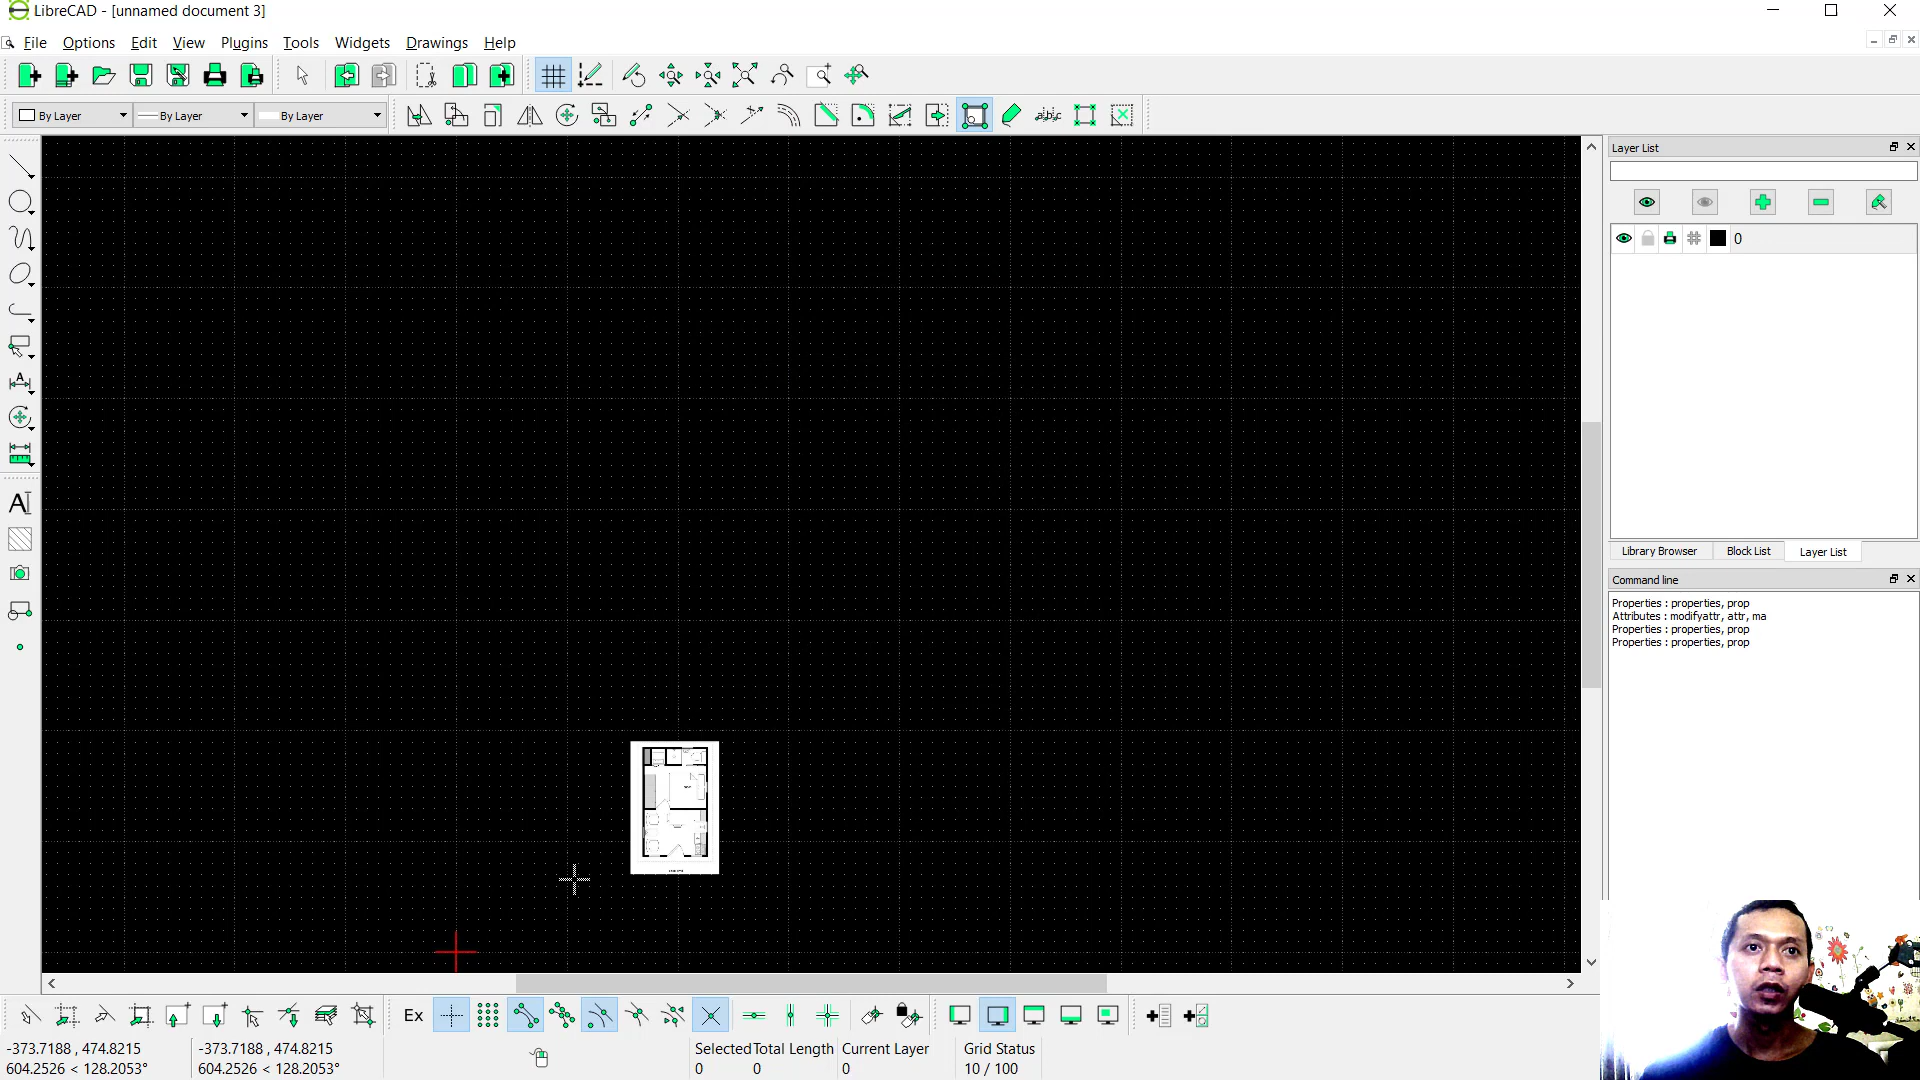 LibreCAD - [unnamed document 3]
File Options Edit View Plugins Tools Widgets Drawings Help
By Layer By Layer By Layer
Layer List
0
Library Browser Block List Layer List
Command line
Properties : properties, prop
Attributes : modifyattr, attr, ma
Properties : properties, prop
Properties : properties, prop
Ex
-373.7188 , 474.8215 -373.7188 , 474.8215 Selected Total Length Current Layer Grid Status
604.2526 < 128.2053° 604.2526 < 128.2053° 0 0 0 10 / 100